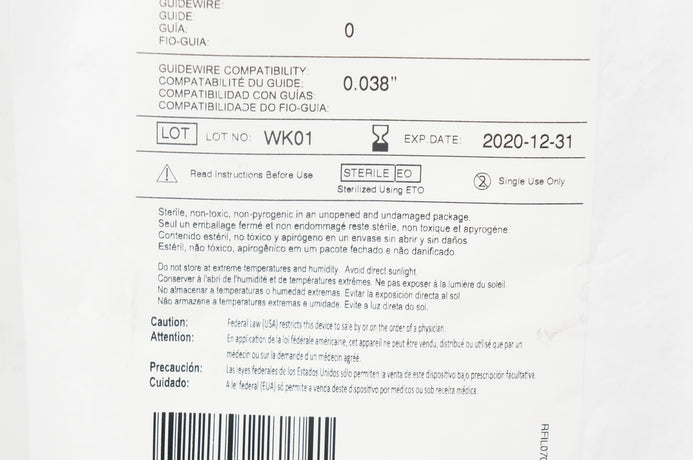 GUIDEWIRE:
GUIDE
GUÍA:
FIO-GUIA:
0
GUIDEWIRE COMPATIBILITY:
COMPATABILITÉ DU GUIDE:
COMPATIBILIDAD CON GUÍAS:
COMPATIBILIDADE DO FIO-GUIA:
0.038"
LOT LOT NO: WK01 EXP.DATE: 2020-12-31
Read Instructions Before Use
STERILE EO
Sterilized Using ETO
2 Single Use Only
Sterile, non-toxic, non-pyrogenic in an unopened and undamaged package.
Seul un emballage fermé et non endommagé reste stérile, non toxique et apyrogène
Contenido estéril, no tóxico y apirógeno en un envase sin abrir y sin daños.
Estéril, não tóxico, apirogênico em um pacote fechado e não danificado.
Do not store at extreme temperatures and humidity. Avoid direct sunlight.
Conserver à l'abri de l'humidité et de températures extrêmes. Ne pas exposer à la lumière du soleil.
No almacenar a temperaturas o humedad extremas. Evitar la exposición directa al sol
Não armazene a temperaturas extremas e umidade. Evite a luz direta do sol.
Caution: Federal Law (USA) restricts this device to sale by or on the order of a physician.
Attention: En application de la loi fédérale américaine, cet appareil ne peut être vendu, distribué ou utilisé que par un
médecin ou sur la demande d'un médecin agréé.
Precaución: Las leyes federales de los Estados Unidos sólo permiten la venta de este dispositivo bajo prescripción facultativa.
Cuidado: A lei federal (EUA) só permite a venda deste dispositivo por médicos ou sob receita médica.